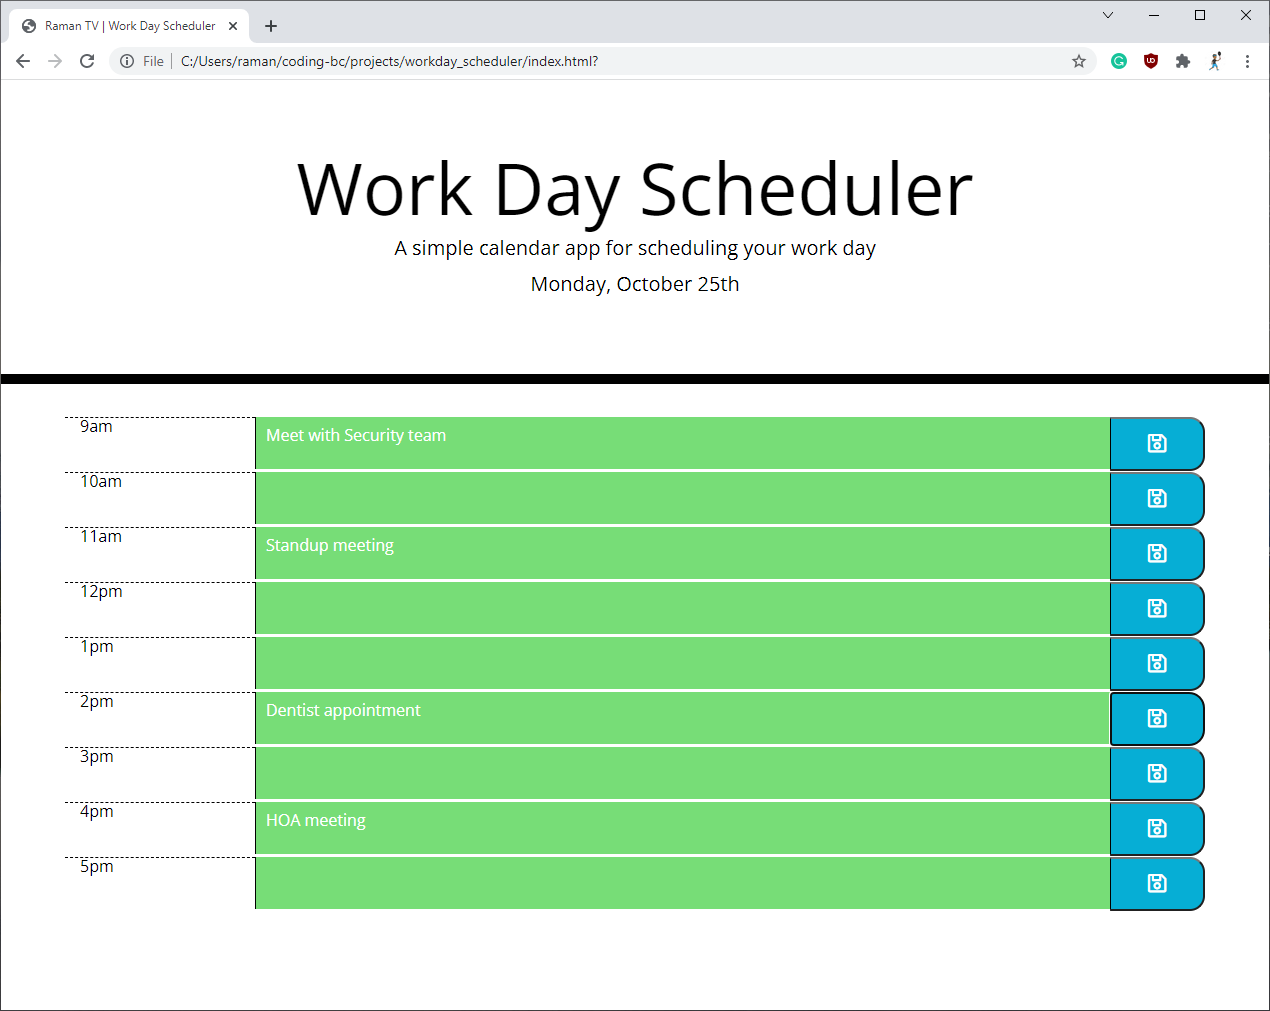 Raman TV | Work Day Scheduler
File
C:/Users/raman/coding-bc/projects/workday_scheduler/index.html?
Work Day Scheduler
A simple calendar app for scheduling your work day
Monday, October 25th
9am Meet with Security team
10am
11am Standup meeting
12pm
1pm
2pm Dentist appointment
3pm
4pm HOA meeting
5pm